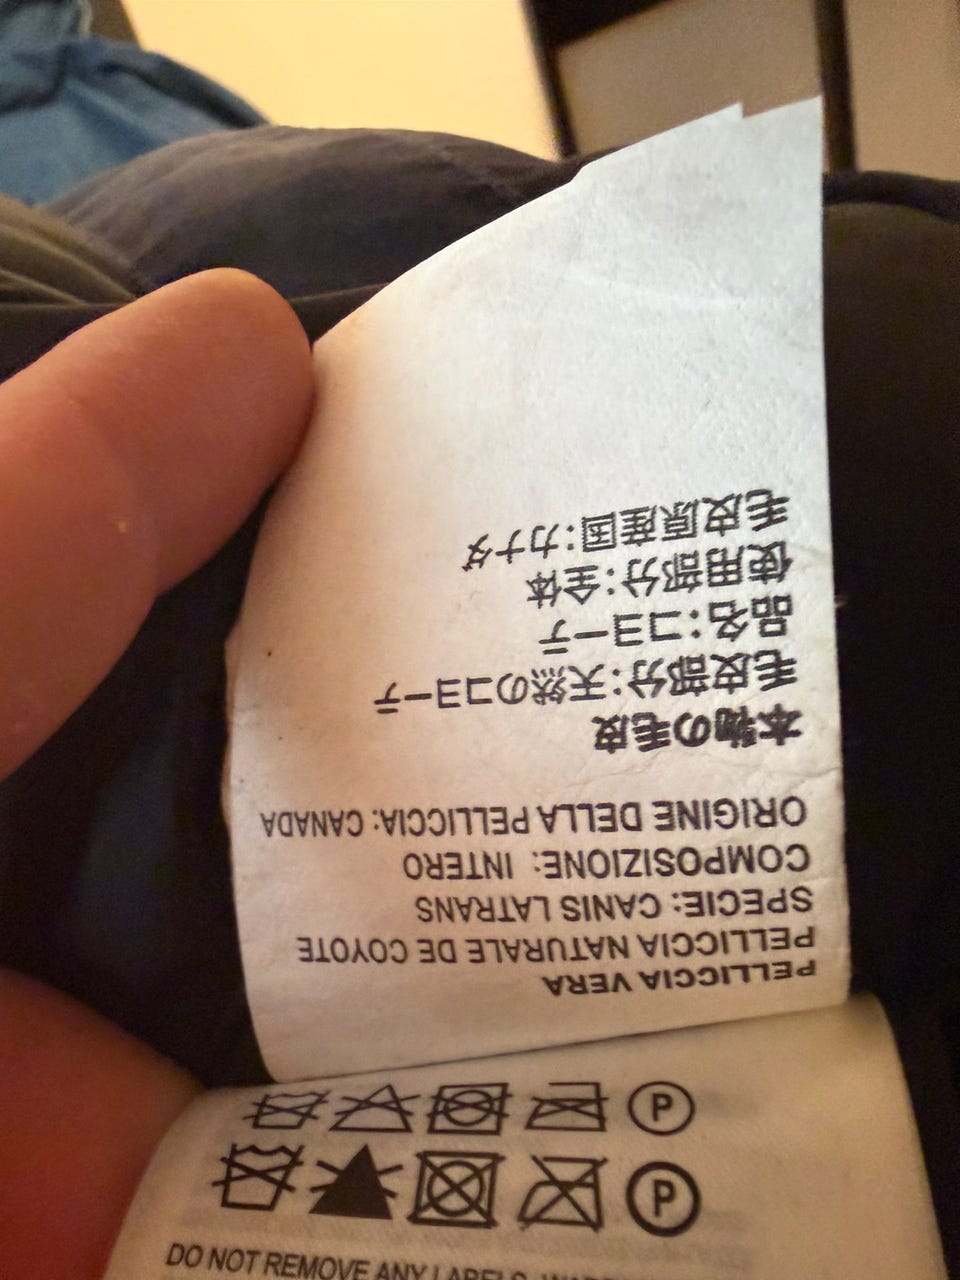 PELLICCIA VERA
PELLICCIA NATURALE DE COYOTE
SPECIE: CANIS LATRANS
COMPOSIZIONE: INTERO
ORIGINE DELLA PELLICCIA: CANADA
本物の毛皮
毛皮部分:天然のコヨーテ
品名:コヨーテ
使用部分:全体
毛皮原産国:カナダ
P
P
DO NOT REMOVE ANY LABELS.